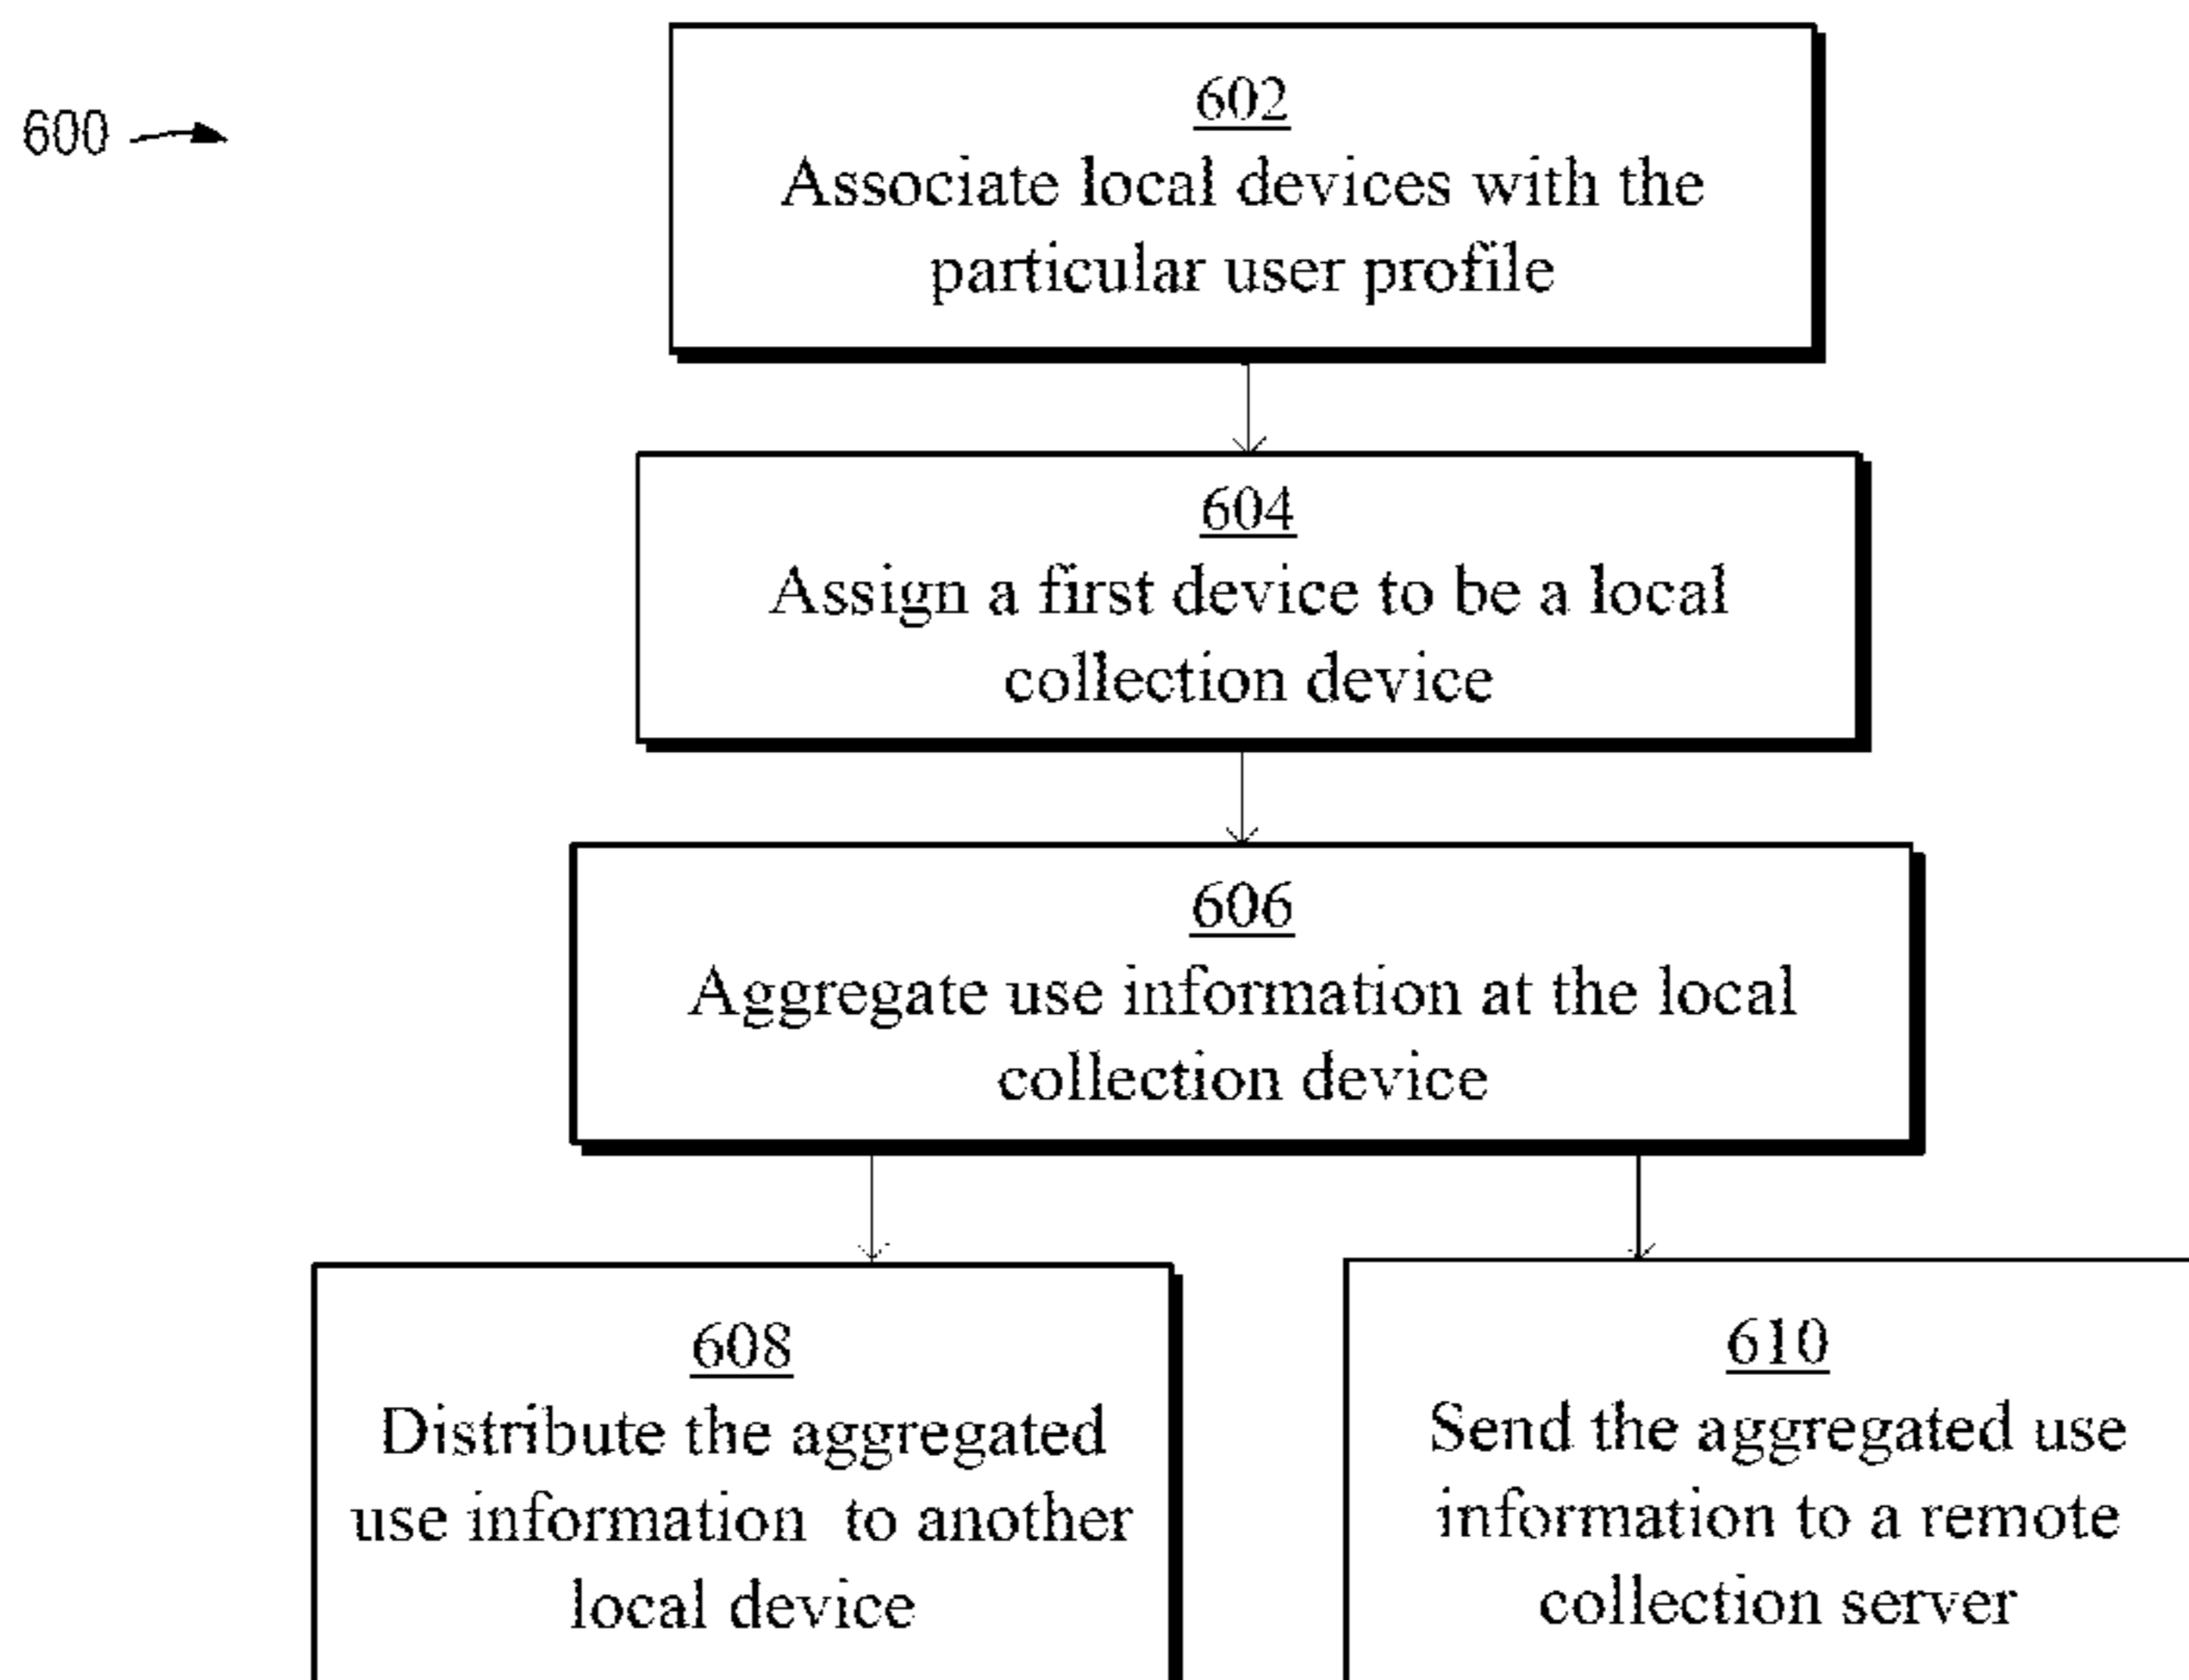 600
602
Associate local devices with the
particular user profile
604
Assign a first device to be a local
collection device
606
Aggregate use information at the local
collection device
608
Distribute the aggregated
use information to another
local device
610
Send the aggregated use
information to a remote
collection server